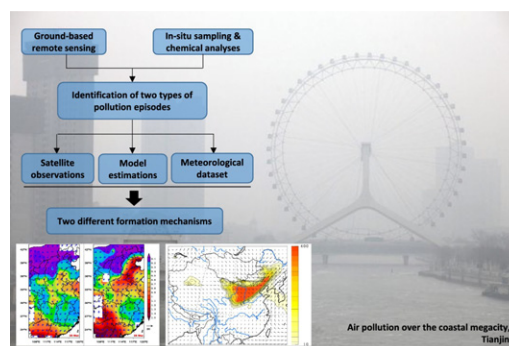 Ground-based
remote sensing
In-situ sampling &
chemical analyses
Identification of two types of
pollution episodes
Satellite
observations
Model
estimations
Meteorological
dataset
Two different formation mechanisms
Air pollution over the coastal megacity,
Tianjin